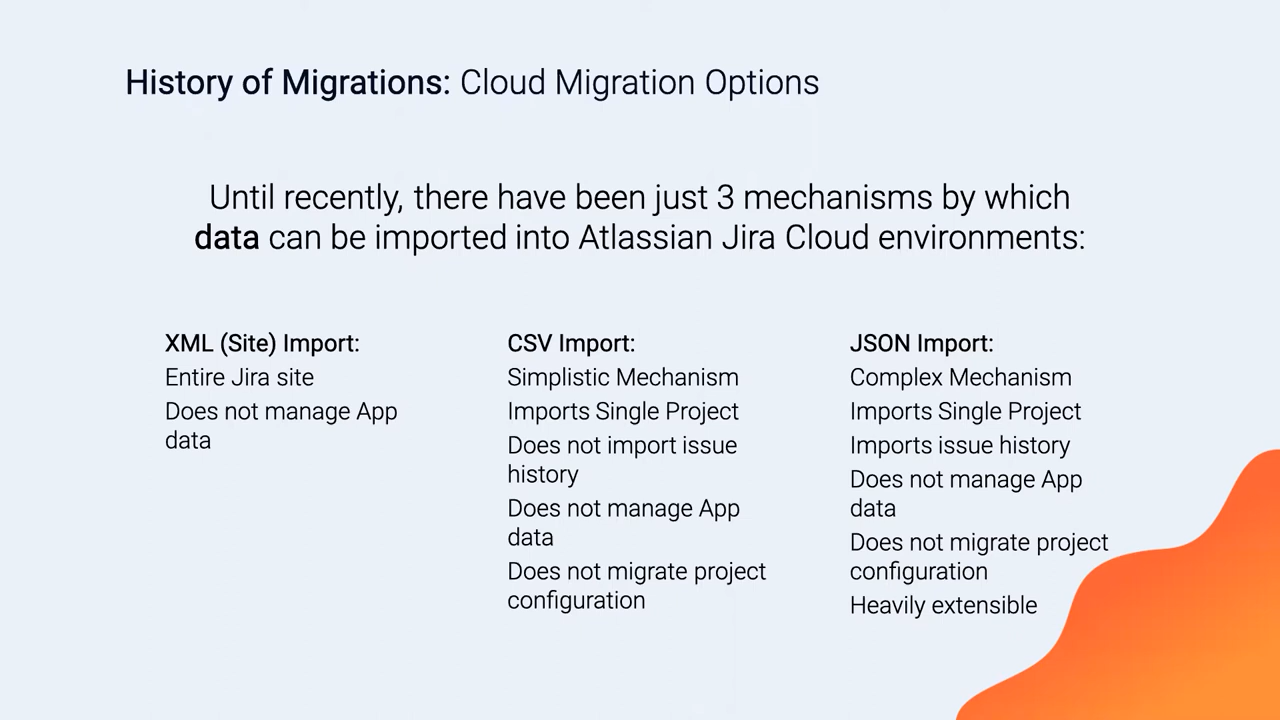 History of Migrations: Cloud Migration Options
Until recently, there have been just 3 mechanisms by which
data can be imported into Atlassian Jira Cloud environments:
XML (Site) Import:
Entire Jira site
Does not manage App
data
CSV Import:
Simplistic Mechanism
Imports Single Project
Does not import issue
history
Does not manage App
data
Does not migrate project
configuration
JSON Import:
Complex Mechanism
Imports Single Project
Imports issue history
Does not manage App
data
Does not migrate project
configuration
Heavily extensible